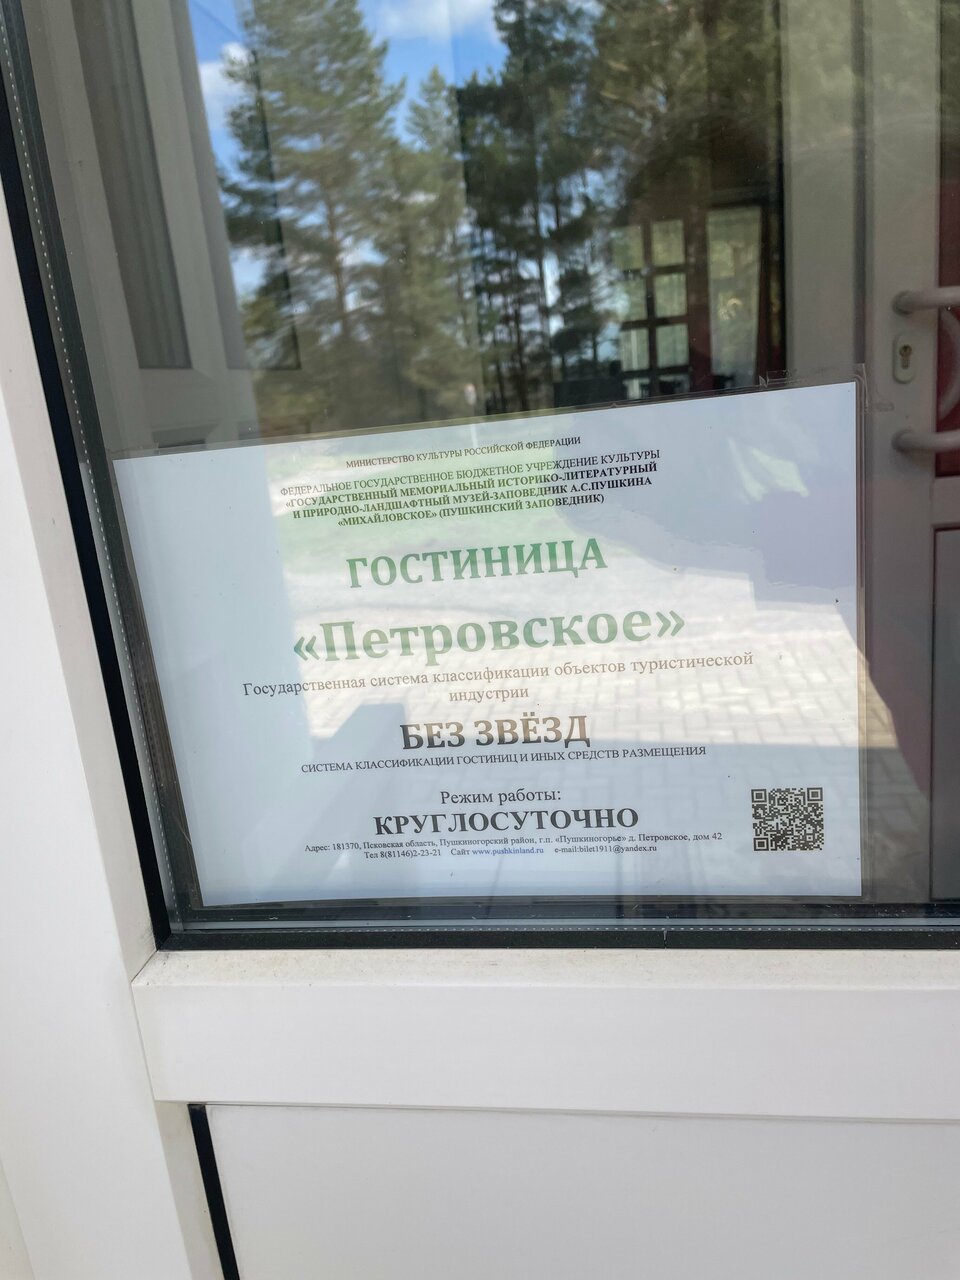 МИНИСТЕРСТВО КУЛЬТУРЫ РОССИЙСКОЙ ФЕДЕРАЦИИ
ФЕДЕРАЛЬНОЕ ГОСУДАРСТВЕННОЕ БЮДЖЕТНОЕ УЧРЕЖДЕНИЕ КУЛЬТУРЫ
«ГОСУДАРСТВЕННЫЙ МЕМОРИАЛЬНЫЙ ИСТОРИКО-ЛИТЕРАТУРНЫЙ
И ПРИРОДНО-ЛАНДШАФТНЫЙ МУЗЕЙ-ЗАПОВЕДНИК А.С.ПУШКИНА
«МИХАЙЛОВСКОЕ» (ПУШКИНСКИЙ ЗАПОВЕДНИК)
ГОСТИНИЦА
«Петровское»
Государственная система классификации объектов туристической
индустрии
БЕЗ ЗВЁЗД
СИСТЕМА КЛАССИФИКАЦИИ ГОСТИНИЦ И ИНЫХ СРЕДСТВ РАЗМЕЩЕНИЯ
Режим работы:
КРУГЛОСУТОЧНО
Адрес: 181370, Псковская область, Пушкиногорский район, г.п. «Пушкиногорье» д. Петровское, дом 42
Тел 8(81146)2-23-21 Сайт www.pushkinland.ru e-mail:bilet1911@yandex.ru